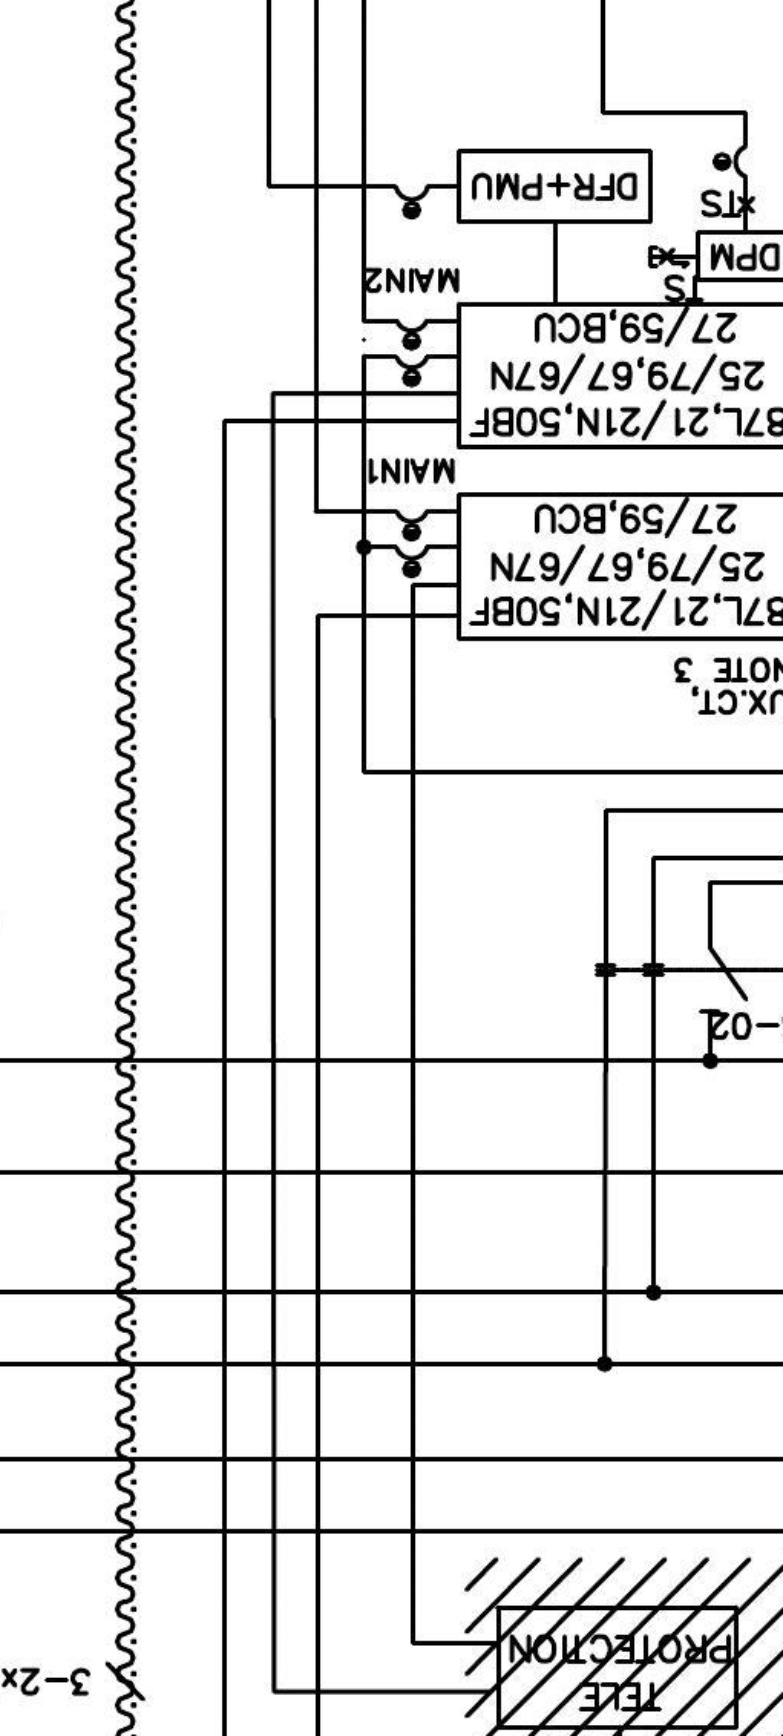 3-2x
TELE
PROTECTION
-02
UX.CT,
NOTE 3
87L,21/21N,50BF
25/79,67/67N
27/59,BCU
MAIN1
87L,21/21N,50BF
25/79,67/67N
27/59,BCU
MAIN2
DPM
TS
DFR+PMU